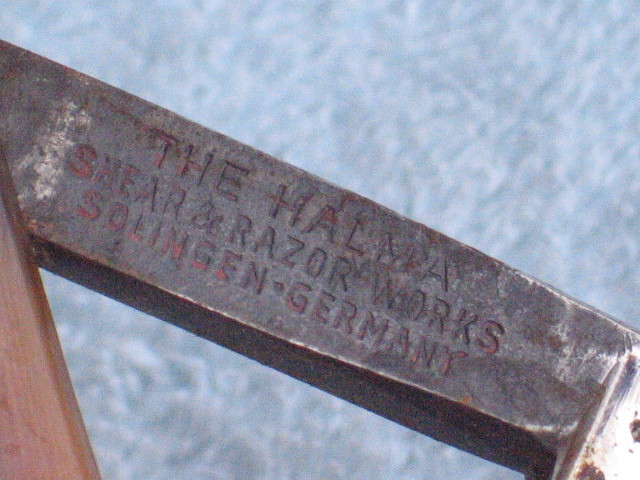 THE HALMA
SHEAR & RAZOR WORKS
SOLINGEN-GERMANY